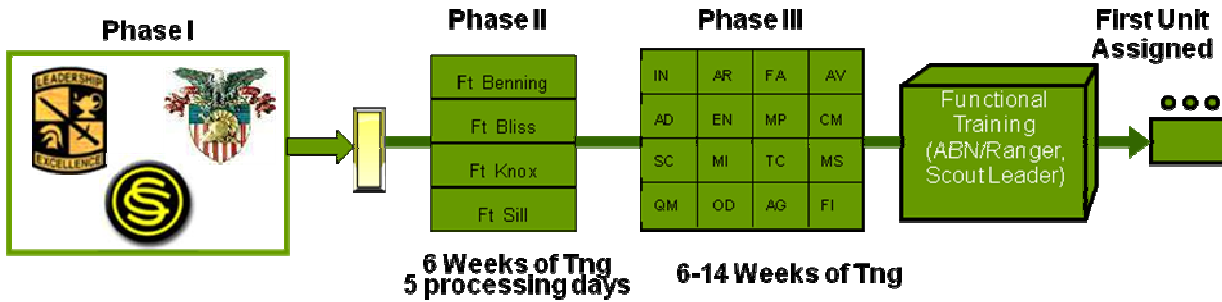 Phase I
LEADERSHIP
EXCELLENCE
Phase II
Ft Benning
Ft Bliss
Ft Knox
Ft Sill
6 Weeks of Tng
5 processing days
Phase III
IN AR FA AV
AD EN MP CM
SC MI TC MS
QM OD AG FI
6-14 Weeks of Tng
Functional
Training
(ABN/Ranger,
Scout Leader)
First Unit
Assigned